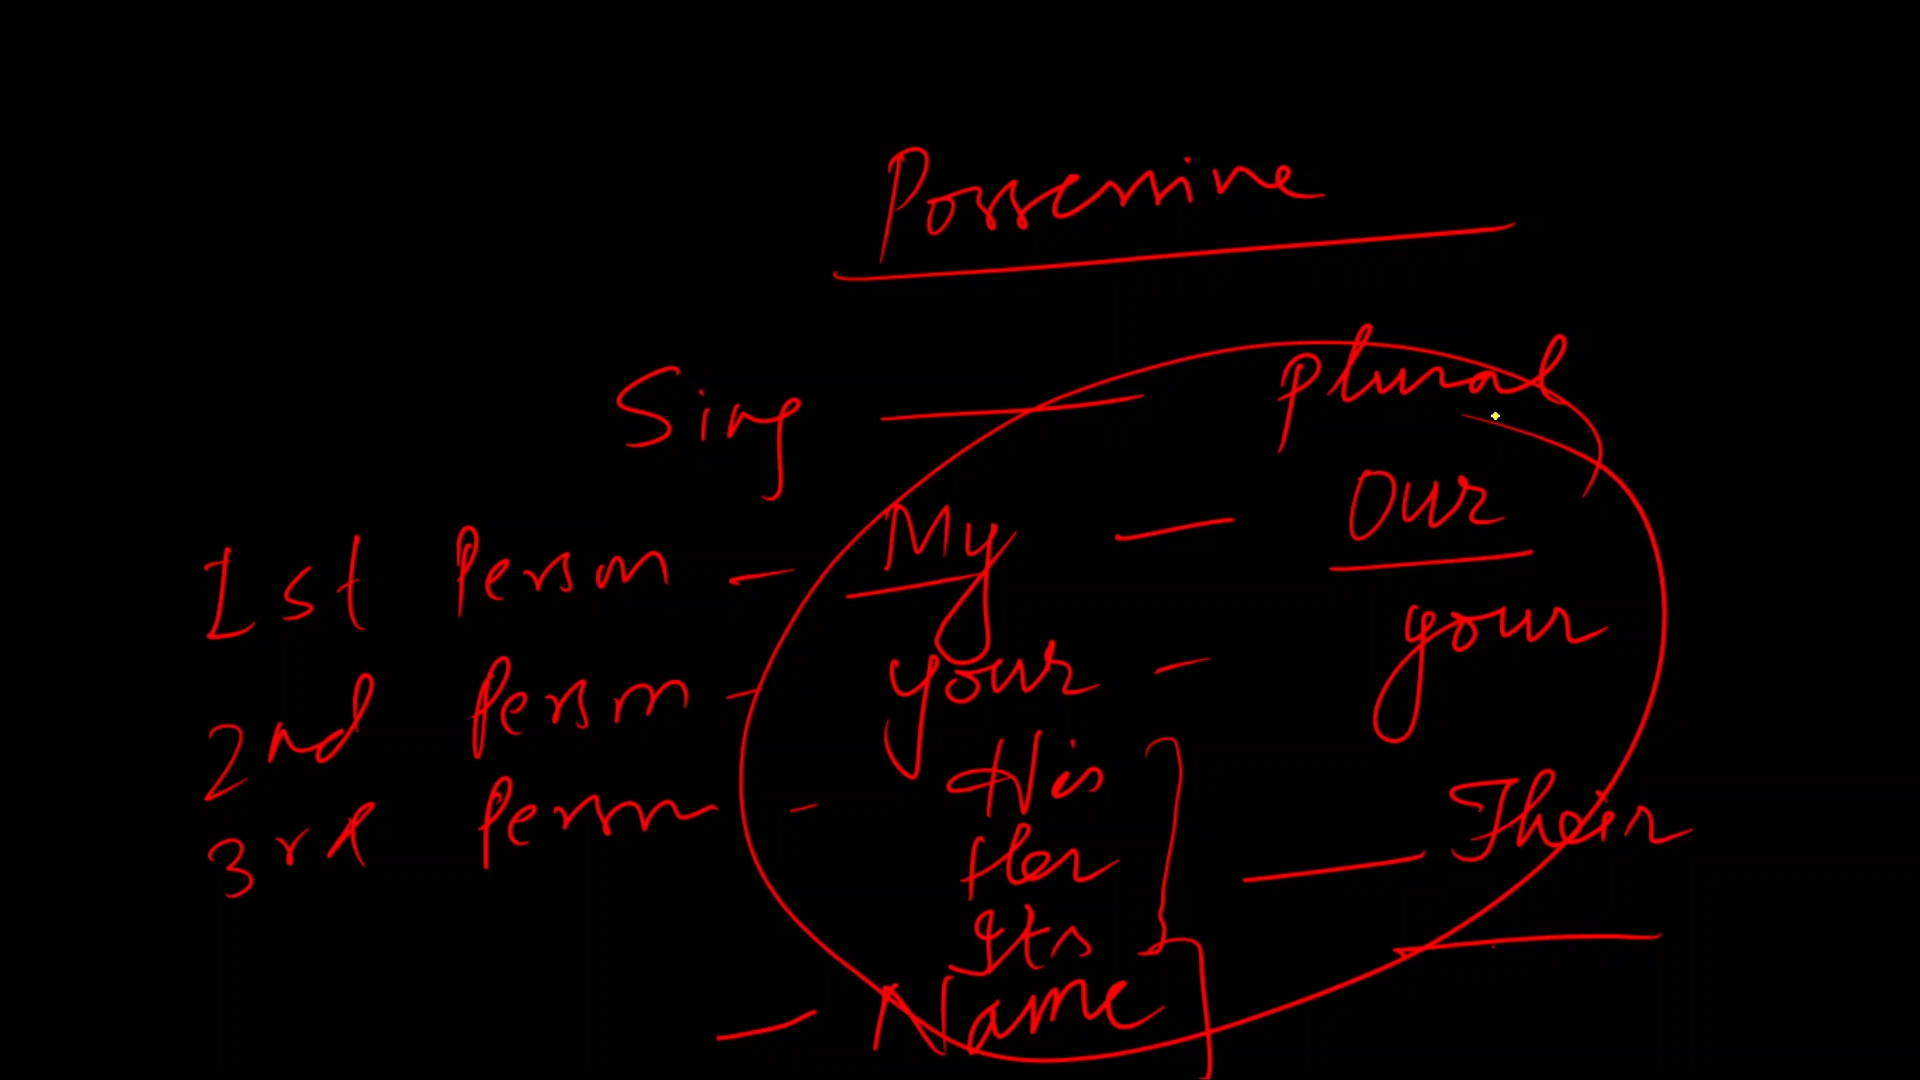 Possessive
Sing — Plural
1st Person - My — Our
2nd Person - your - your
3rd Person - His
Her — Their
Its
- Name